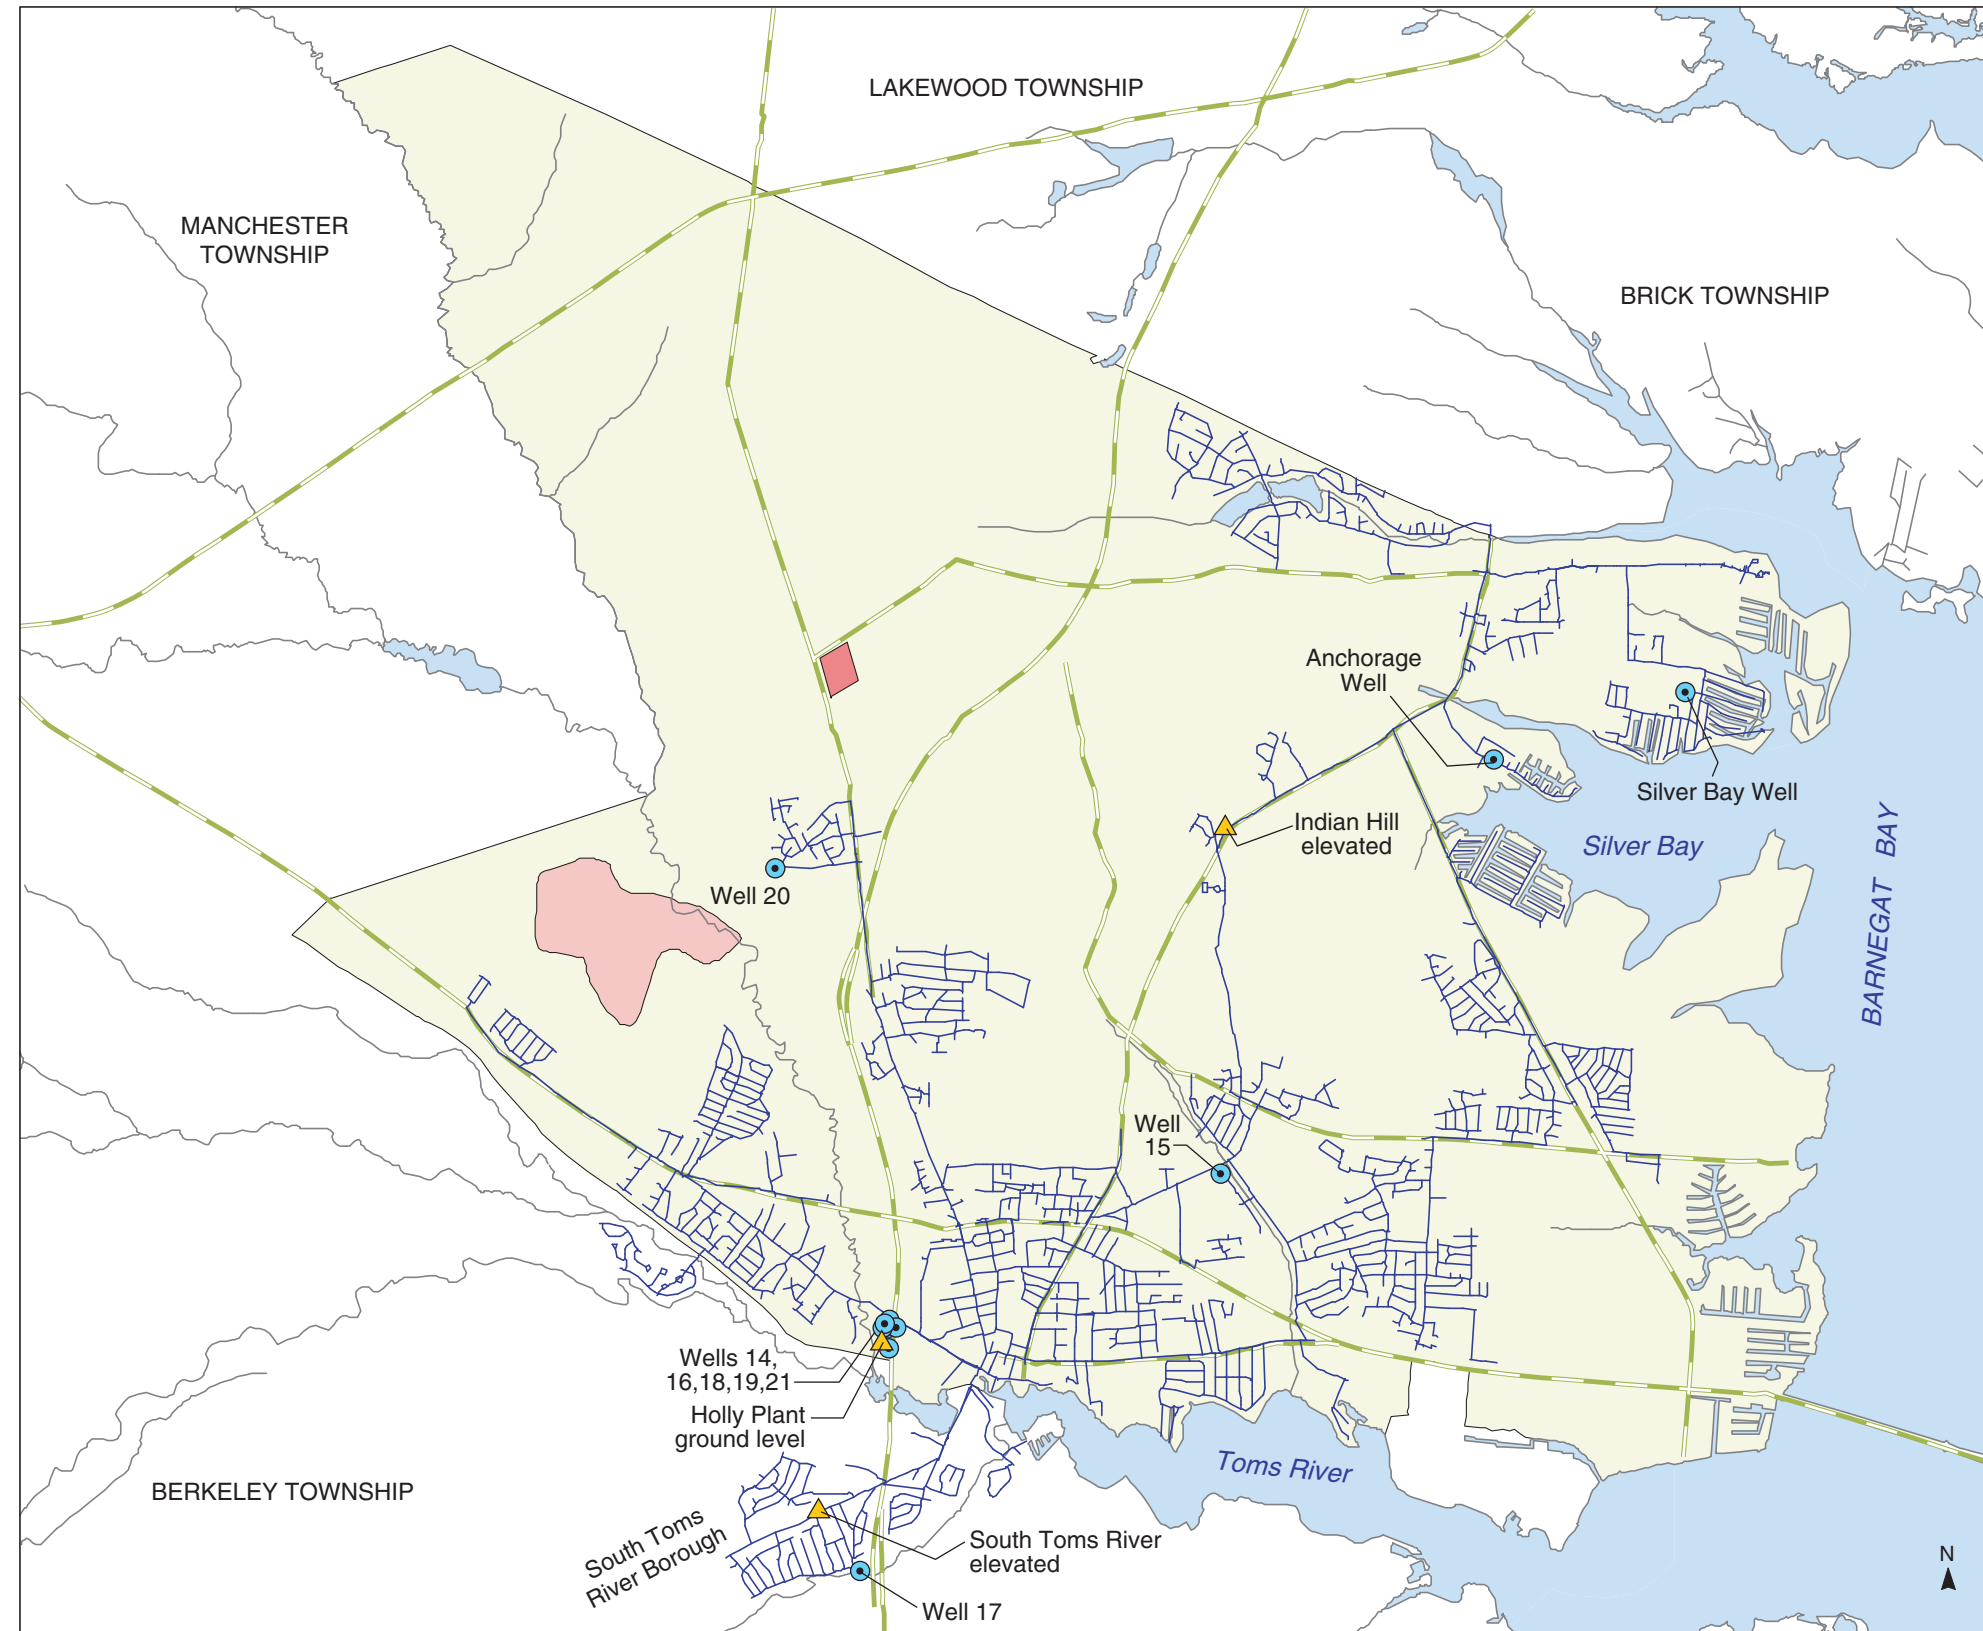 LAKEWOOD TOWNSHIP
MANCHESTER
TOWNSHIP
BRICK TOWNSHIP
Anchorage
Well
Silver Bay Well
Indian Hill
elevated
Silver Bay
BARNEGAT BAY
Well 20
Well
15
Wells 14,
16,18,19,21
Holly Plant
ground level
Toms River
BERKELEY TOWNSHIP
South Toms
River Borough
South Toms River
elevated
Well 17
N